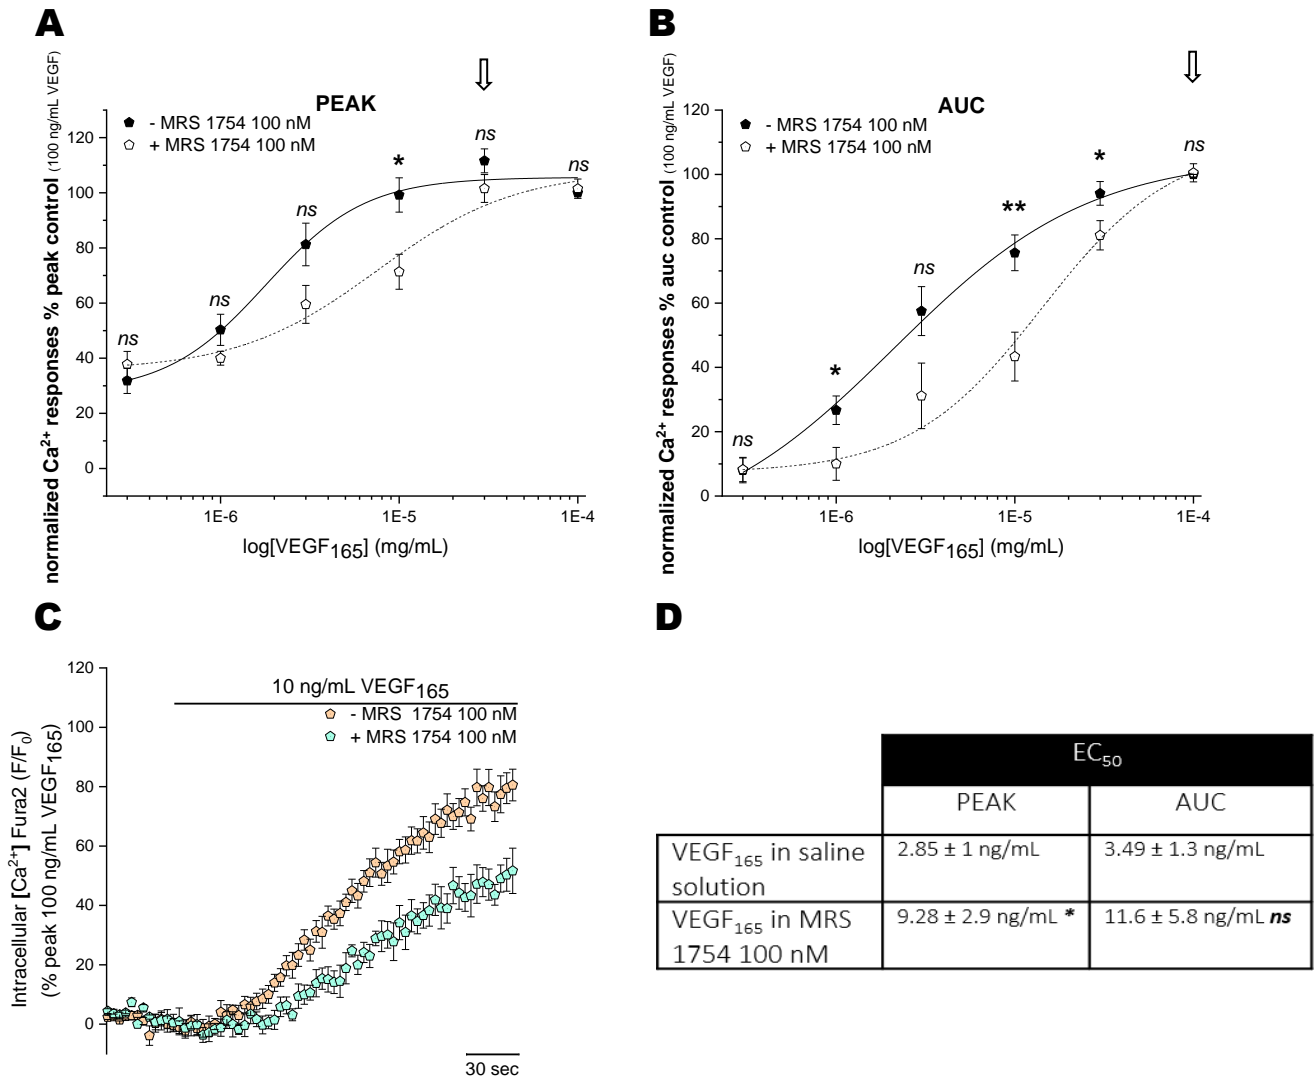 A
normalized Ca²⁺ responses % peak control (100 ng/mL VEGF)
PEAK
- MRS 1754 100 nM
+ MRS 1754 100 nM
120
100
80
60
40
20
0
ns
ns
ns
*
ns
ns
1E-6
1E-5
1E-4
log[VEGF₁₆₅] (mg/mL)
B
normalized Ca²⁺ responses % auc control (100 ng/mL VEGF)
AUC
- MRS 1754 100 nM
+ MRS 1754 100 nM
120
100
80
60
40
20
0
ns
*
ns
**
*
ns
1E-6
1E-5
1E-4
log[VEGF₁₆₅] (mg/mL)
C
Intracellular [Ca²⁺] Fura2 (F/F₀)
(% peak 100 ng/mL VEGF₁₆₅)
120
100
80
60
40
20
0
10 ng/mL VEGF₁₆₅
- MRS 1754 100 nM
+ MRS 1754 100 nM
30 sec
D
EC₅₀
PEAK AUC
VEGF₁₆₅ in saline
solution
2.85 ± 1 ng/mL
3.49 ± 1.3 ng/mL
VEGF₁₆₅ in MRS
1754 100 nM
9.28 ± 2.9 ng/mL *
11.6 ± 5.8 ng/mL ns